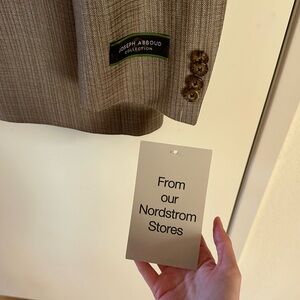 JOSEPH ABBOUD
COLLECTION
From
our
Nordstrom
Stores